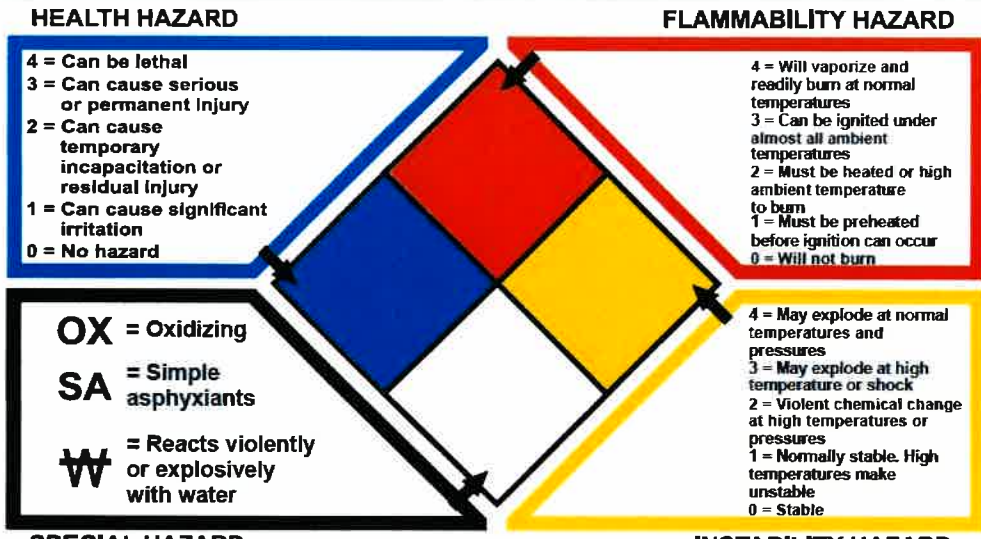 HEALTH HAZARD
4 = Can be lethal
3 = Can cause serious
or permanent injury
2 = Can cause
temporary
incapacitation or
residual injury
1 = Can cause significant
irritation
0 = No hazard
FLAMMABILITY HAZARD
4 = Will vaporize and
readily burn at normal
temperatures
3 = Can be ignited under
almost all ambient
temperatures
2 = Must be heated or high
ambient temperature
to burn
1 = Must be preheated
before ignition can occur
0 = Will not burn
OX = Oxidizing
SA = Simple
asphyxiants
W = Reacts violently
or explosively
with water
SPECIAL HAZARD
4 = May explode at normal
temperatures and
pressures
3 = May explode at high
temperature or shock
2 = Violent chemical change
at high temperatures or
pressures
1 = Normally stable. High
temperatures make
unstable
0 = Stable
INSTABILITY HAZARD